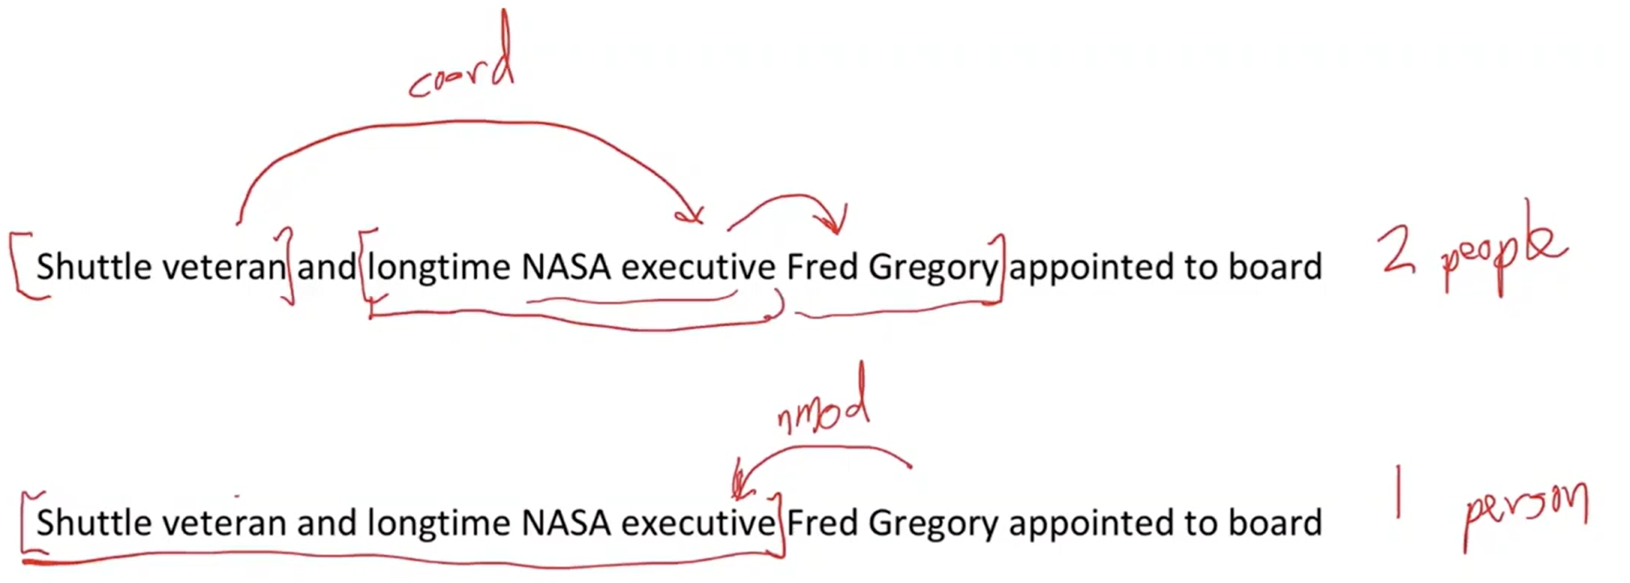 coord
Shuttle veteran and longtime NASA executive Fred Gregory appointed to board 2 people
nmod
Shuttle veteran and longtime NASA executive Fred Gregory appointed to board 1 person